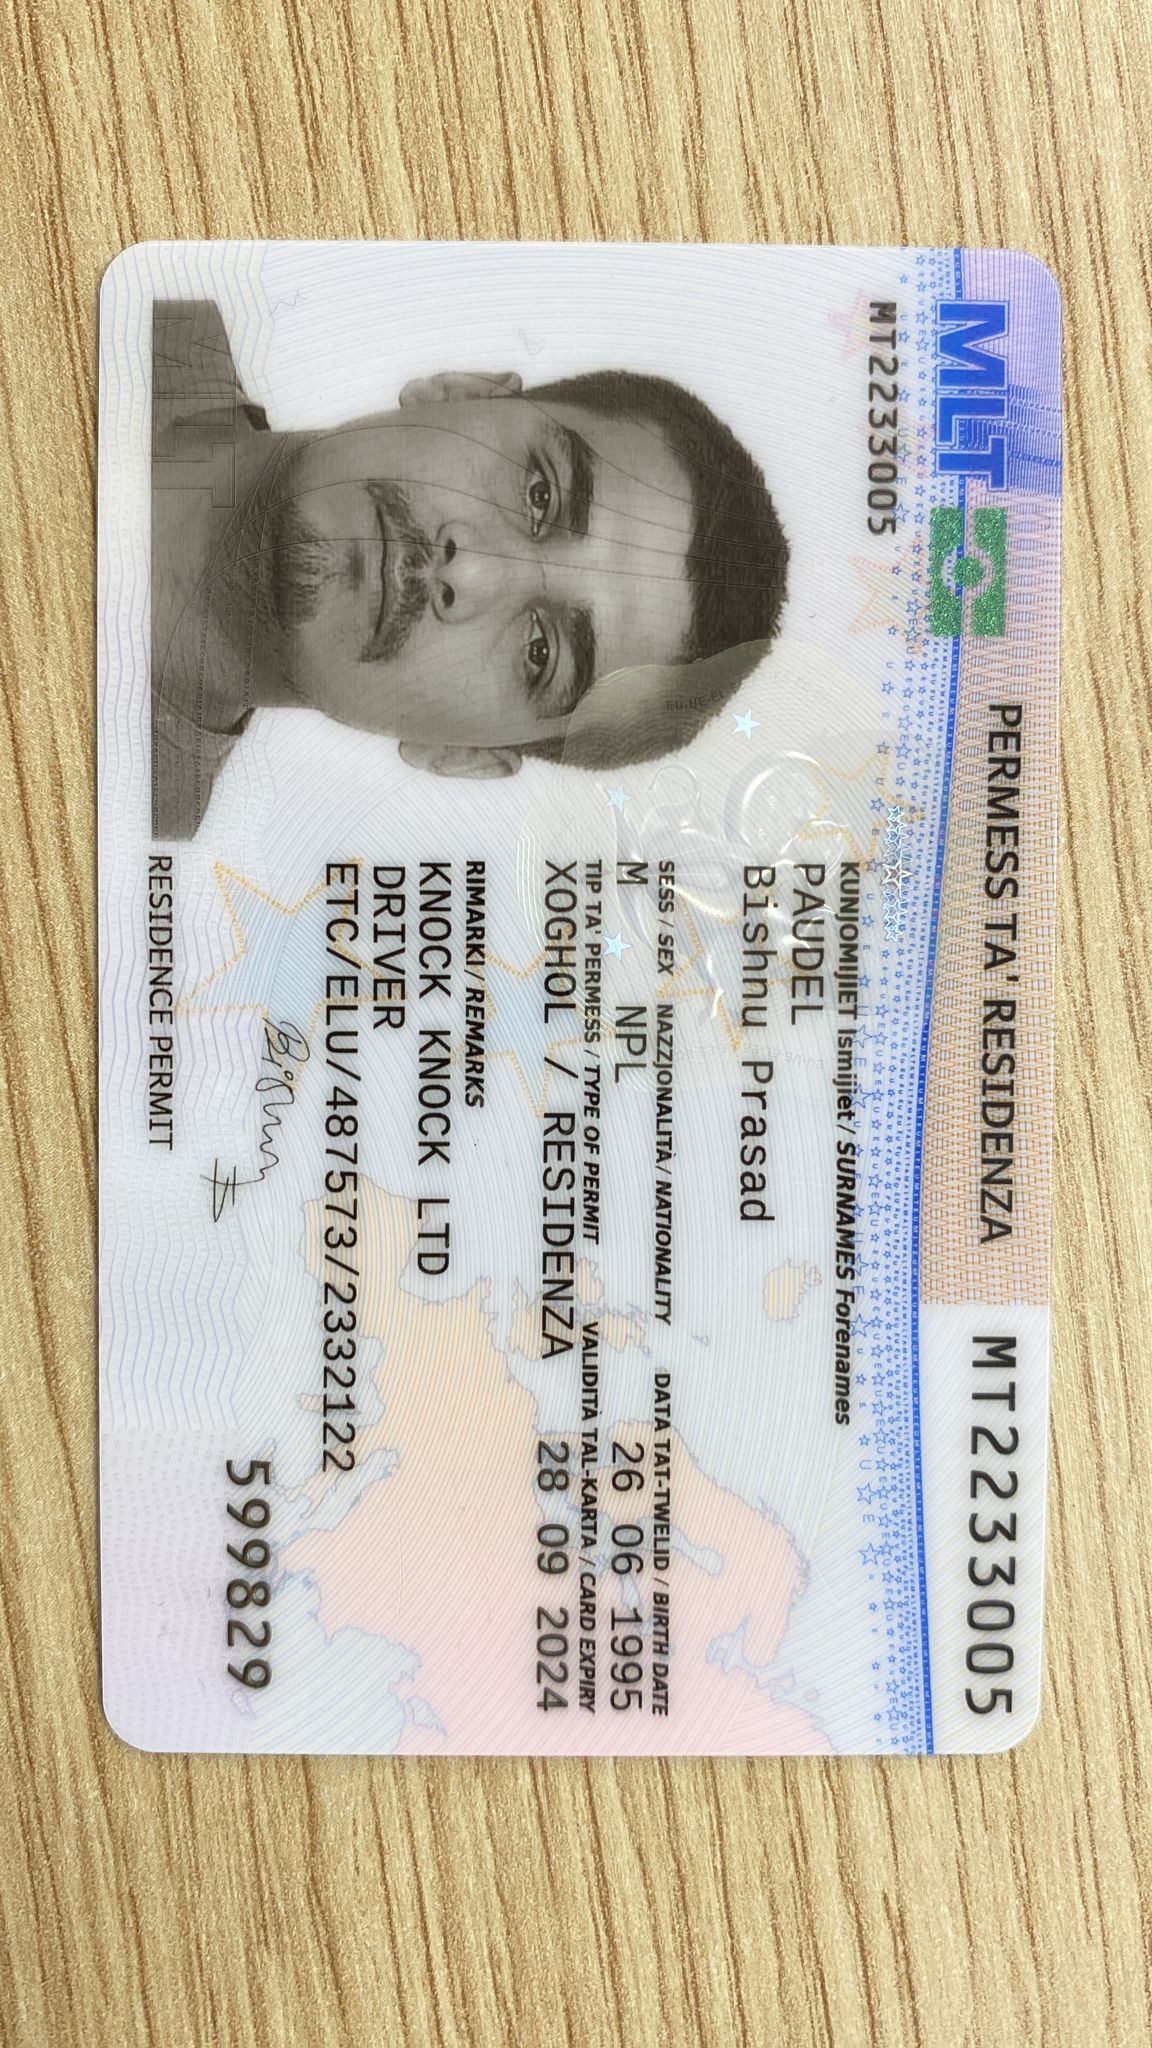 MLT
PERMESS TA' RESIDENZA
MT2233005
MT2233005
KUNJOMIJIET Ismijiet / SURNAMES Forenames
PAUDEL
Bishnu Prasad
SESS / SEX NAZZJONALITÀ / NATIONALITY DATA TAT-TWELID / BIRTH DATE
M NPL 26 06 1995
TIP TA' PERMESS / TYPE OF PERMIT VALIDITÀ TAL-KARTA / CARD EXPIRY
XOGĦOL / RESIDENZA 28 09 2024
RIMARKI / REMARKS
KNOCK KNOCK LTD
DRIVER
ETC/ELU/487573/2332122
599829
RESIDENCE PERMIT